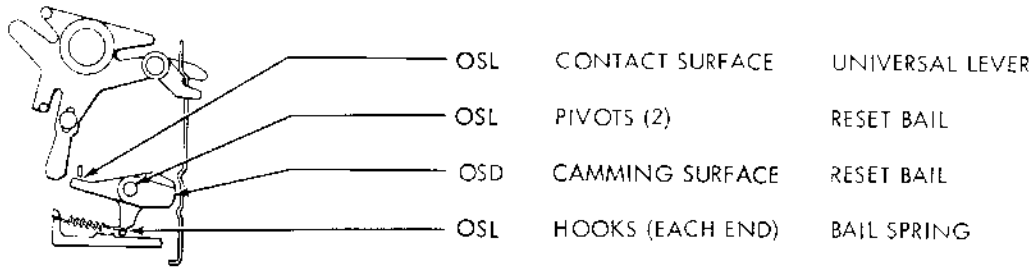 OSL CONTACT SURFACE UNIVERSAL LEVER
OSL PIVOTS (2) RESET BAIL
OSD CAMMING SURFACE RESET BAIL
OSL HOOKS (EACH END) BAIL SPRING